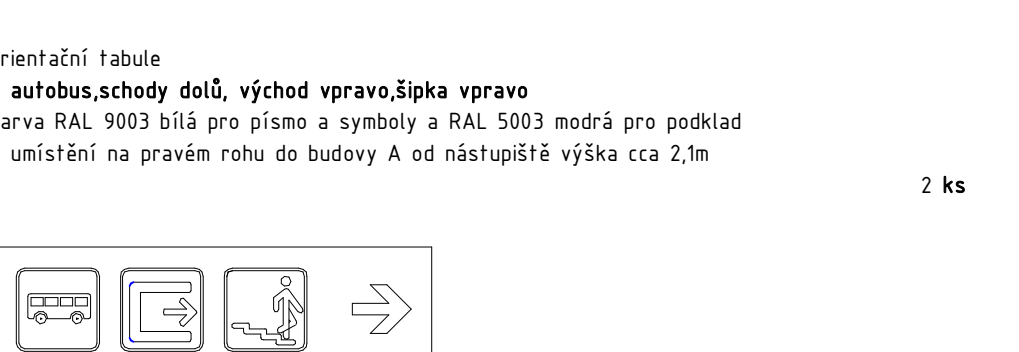 rientační tabule
autobus,schody dolů, východ vpravo,šipka vpravo
arva RAL 9003 bílá pro písmo a symboly a RAL 5003 modrá pro podklad
umístění na pravém rohu do budovy A od nástupiště výška cca 2,1m
2 ks